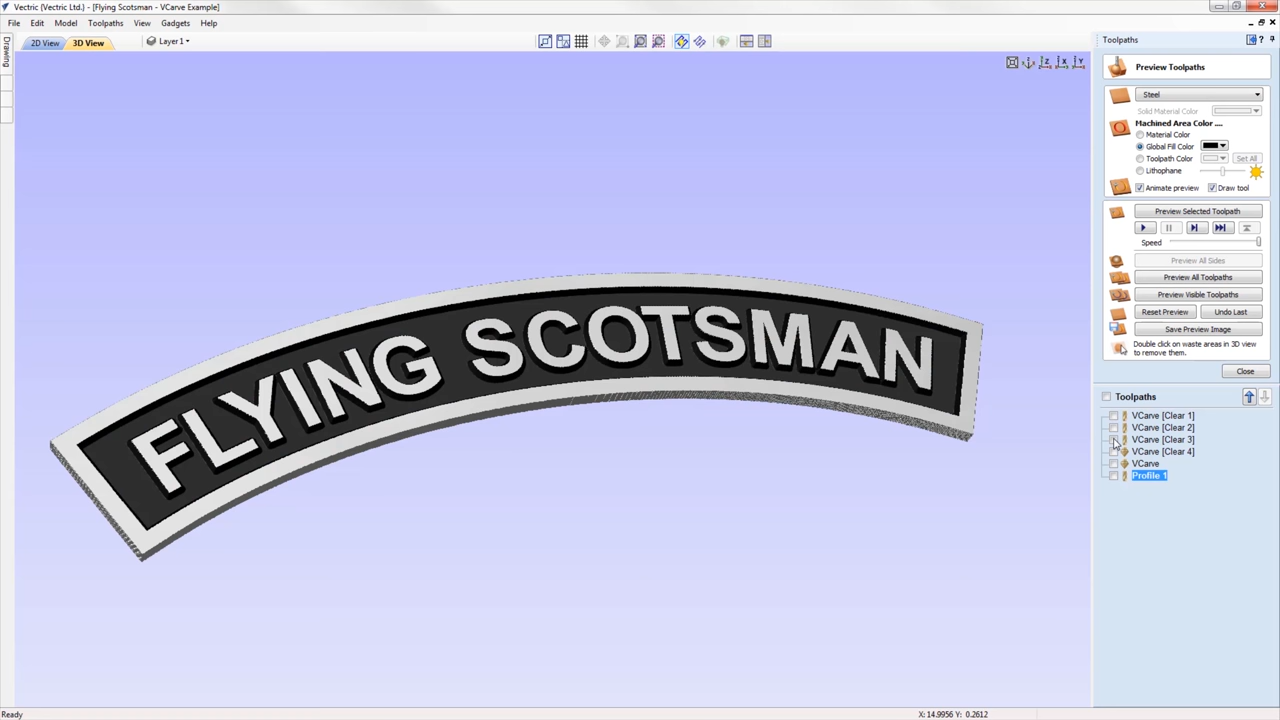 Vectric {Vectric Ltd.} - [Flying Scotsman - VCarve Example]
File Edit Model Toolpaths View Gadgets Help
Drawing
2D View 3D View Layer 1
Toolpaths
Preview Toolpaths
Steel
Solid Material Color
Machined Area Color ....
Material Color
Global Fill Color
Toolpath Color Set All
Lithophane
Animate preview Draw tool
Preview Selected Toolpath
Speed
Preview All Sides
Preview All Toolpaths
Preview Visible Toolpaths
Reset Preview Undo Last
Save Preview Image
Double click on waste areas in 3D view
to remove them.
Close
Toolpaths
VCarve [Clear 1]
VCarve [Clear 2]
VCarve [Clear 3]
VCarve [Clear 4]
VCarve
Profile 1
FLYING SCOTSMAN
Z X Y
Ready X: 14.9956 Y: 0.2612